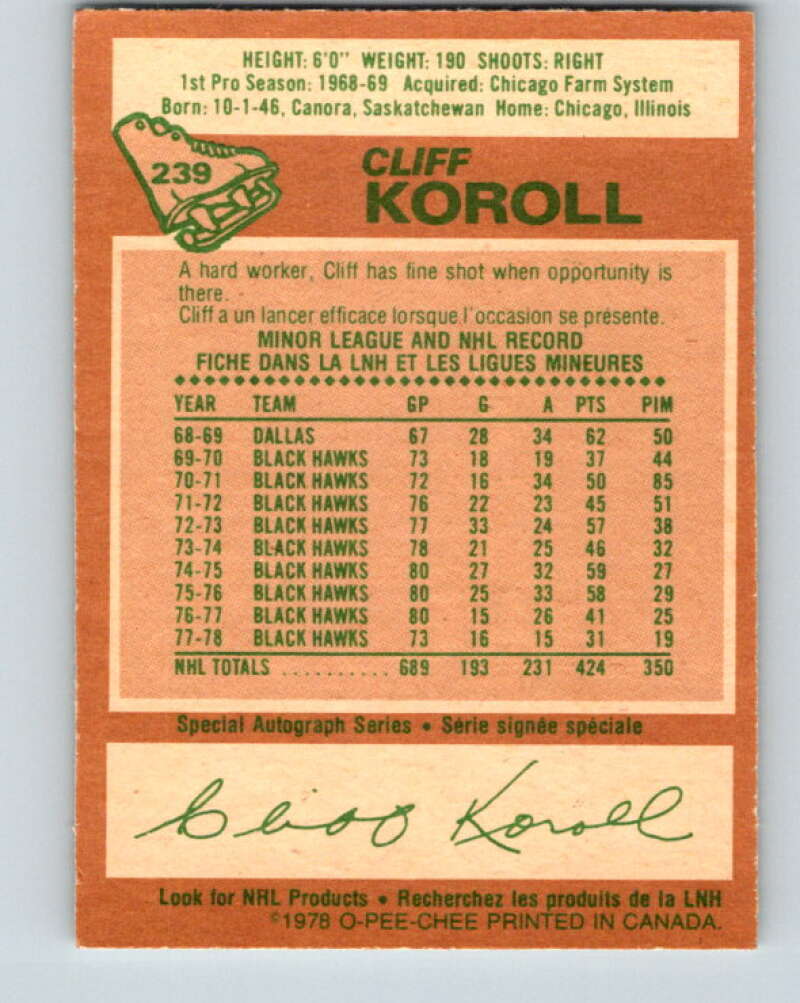 HEIGHT: 6'0" WEIGHT: 190 SHOOTS: RIGHT
1st Pro Season: 1968-69 Acquired: Chicago Farm System
Born: 10-1-46, Canora, Saskatchewan Home: Chicago, Illinois
239
CLIFF
KOROLL
A hard worker, Cliff has fine shot when opportunity is
there.
Cliff a un lancer efficace lorsque l'occasion se présente.
MINOR LEAGUE AND NHL RECORD
FICHE DANS LA LNH ET LES LIGUES MINEURES
YEAR TEAM GP G A PTS PIM
68-69 DALLAS 67 28 34 62 50
69-70 BLACK HAWKS 73 18 19 37 44
70-71 BLACK HAWKS 72 16 34 50 85
71-72 BLACK HAWKS 76 22 23 45 51
72-73 BLACK HAWKS 77 33 24 57 38
73-74 BLACK HAWKS 78 21 25 46 32
74-75 BLACK HAWKS 80 27 32 59 27
75-76 BLACK HAWKS 80 25 33 58 29
76-77 BLACK HAWKS 80 15 26 41 25
77-78 BLACK HAWKS 73 16 15 31 19
NHL TOTALS .......... 689 193 231 424 350
Special Autograph Series • Série signée spéciale
Cliff Koroll
Look for NHL Products • Recherchez les produits de la LNH
©1978 O-PEE-CHEE PRINTED IN CANADA.